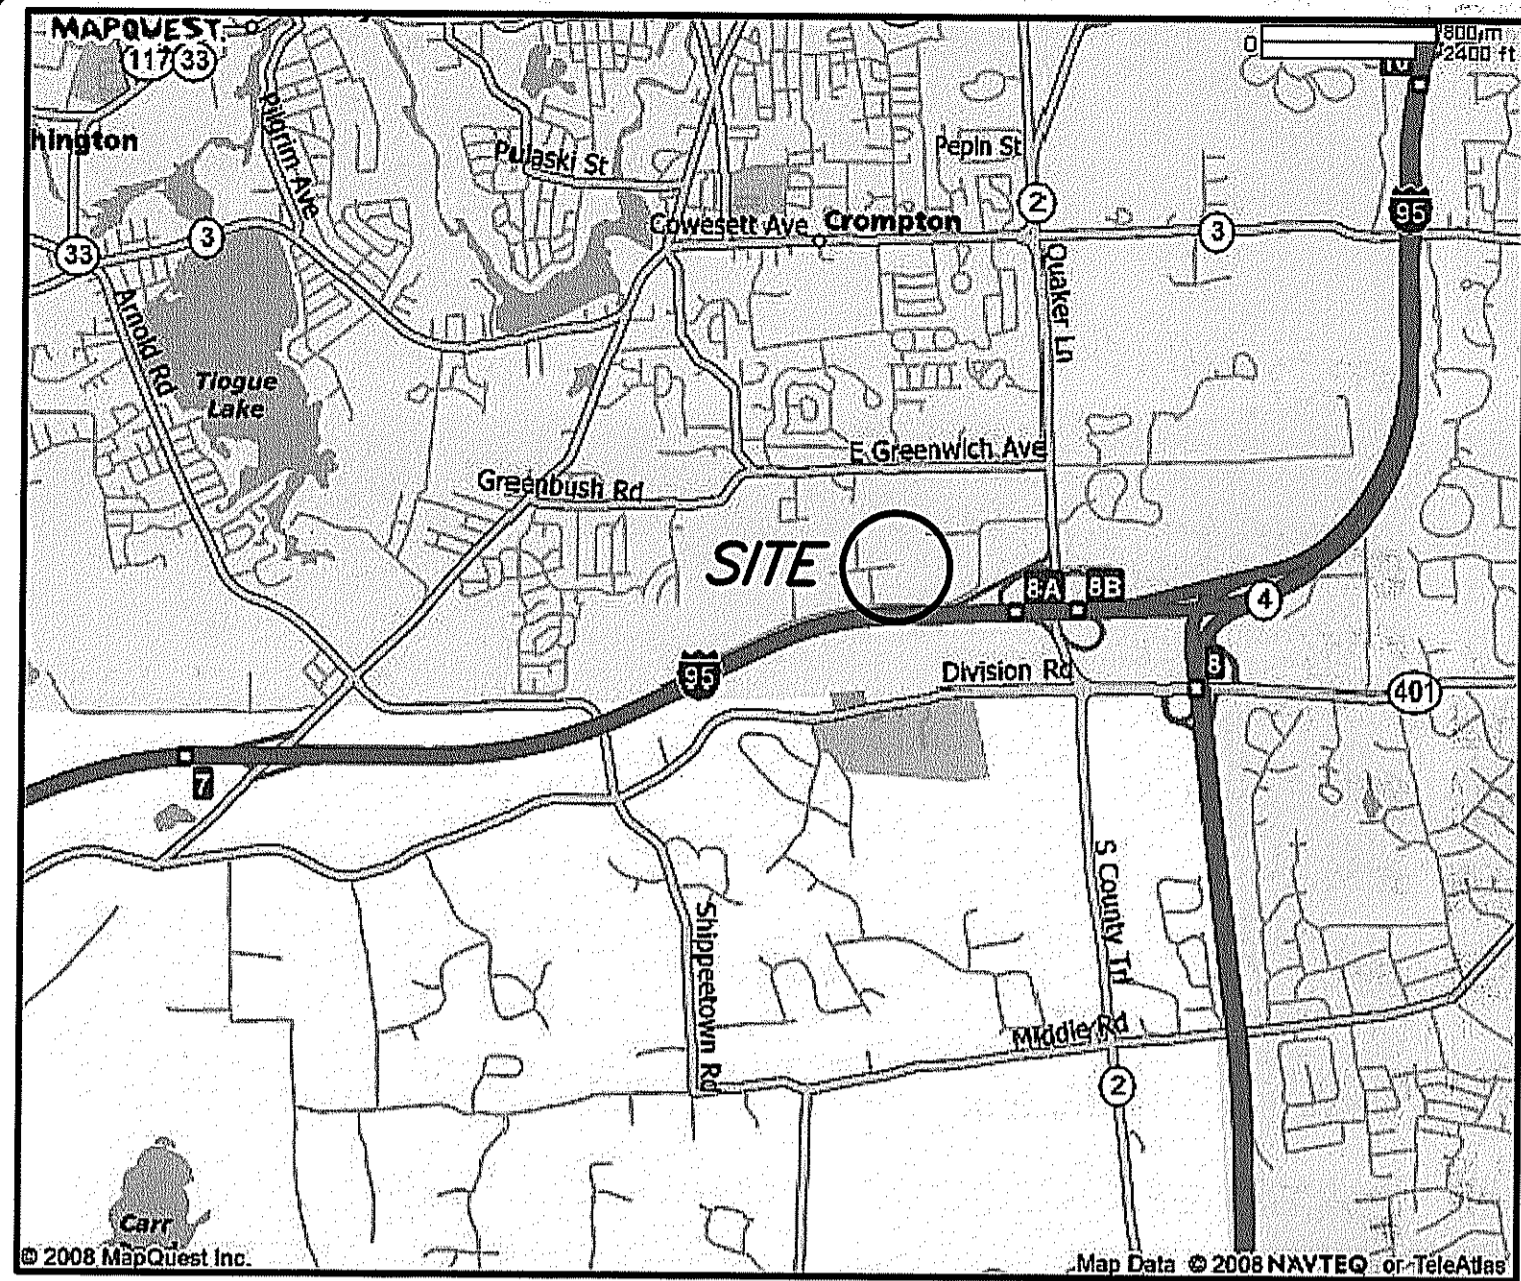 MAPQUEST.
117 33
0
800 m
2400 ft
hington
Pilgrim Ave
Pulaski St
Pepin St
2
95
33
3
Cowesett Ave Crompton
3
Quaker Ln
Arnold Rd
Tiogue
Lake
E Greenwich Ave
Greenbush Rd
SITE
8A 8B
4
95
Division Rd
8
401
7
S County Trl
Shippeetown Rd
Middle Rd
2
Carr
© 2008 MapQuest Inc.
Map Data © 2008 NAVTEQ or TeleAtlas